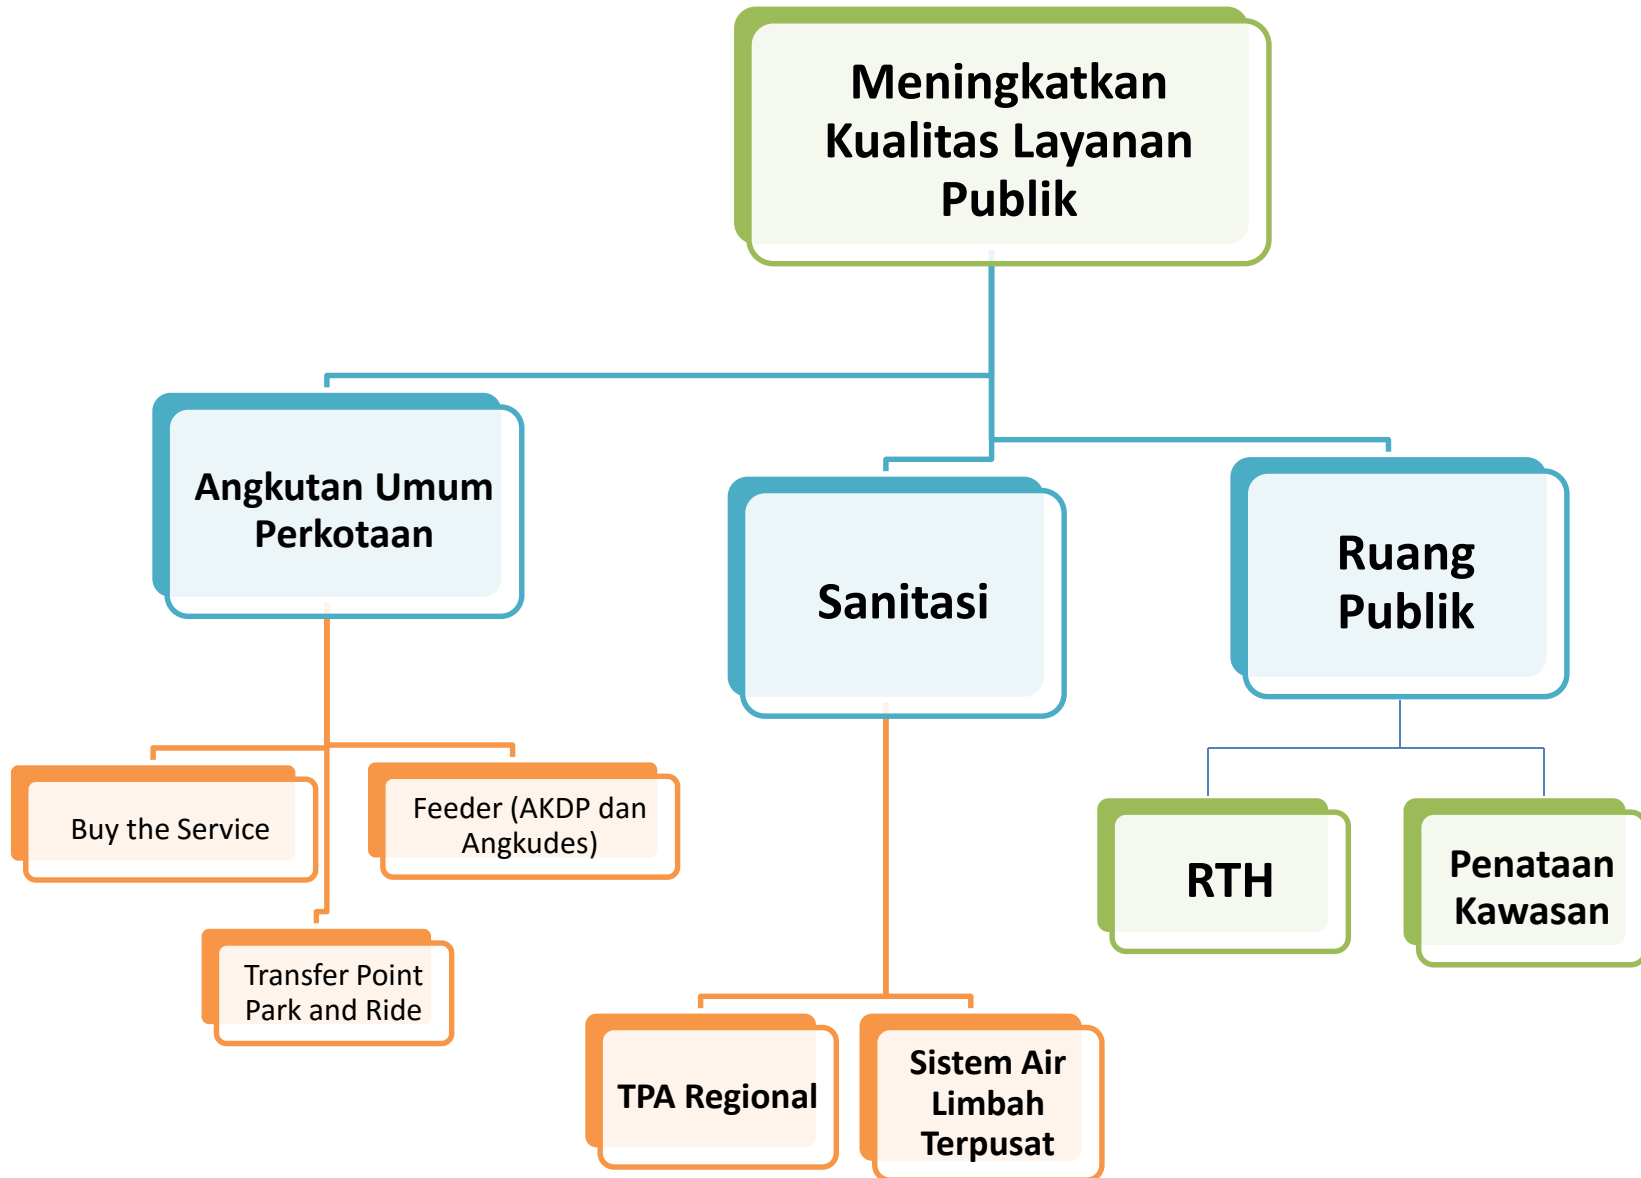 Meningkatkan
Kualitas Layanan
Publik
Angkutan Umum
Perkotaan
Sanitasi
Ruang
Publik
Buy the Service
Feeder (AKDP dan
Angkudes)
Transfer Point
Park and Ride
TPA Regional
Sistem Air
Limbah
Terpusat
RTH
Penataan
Kawasan